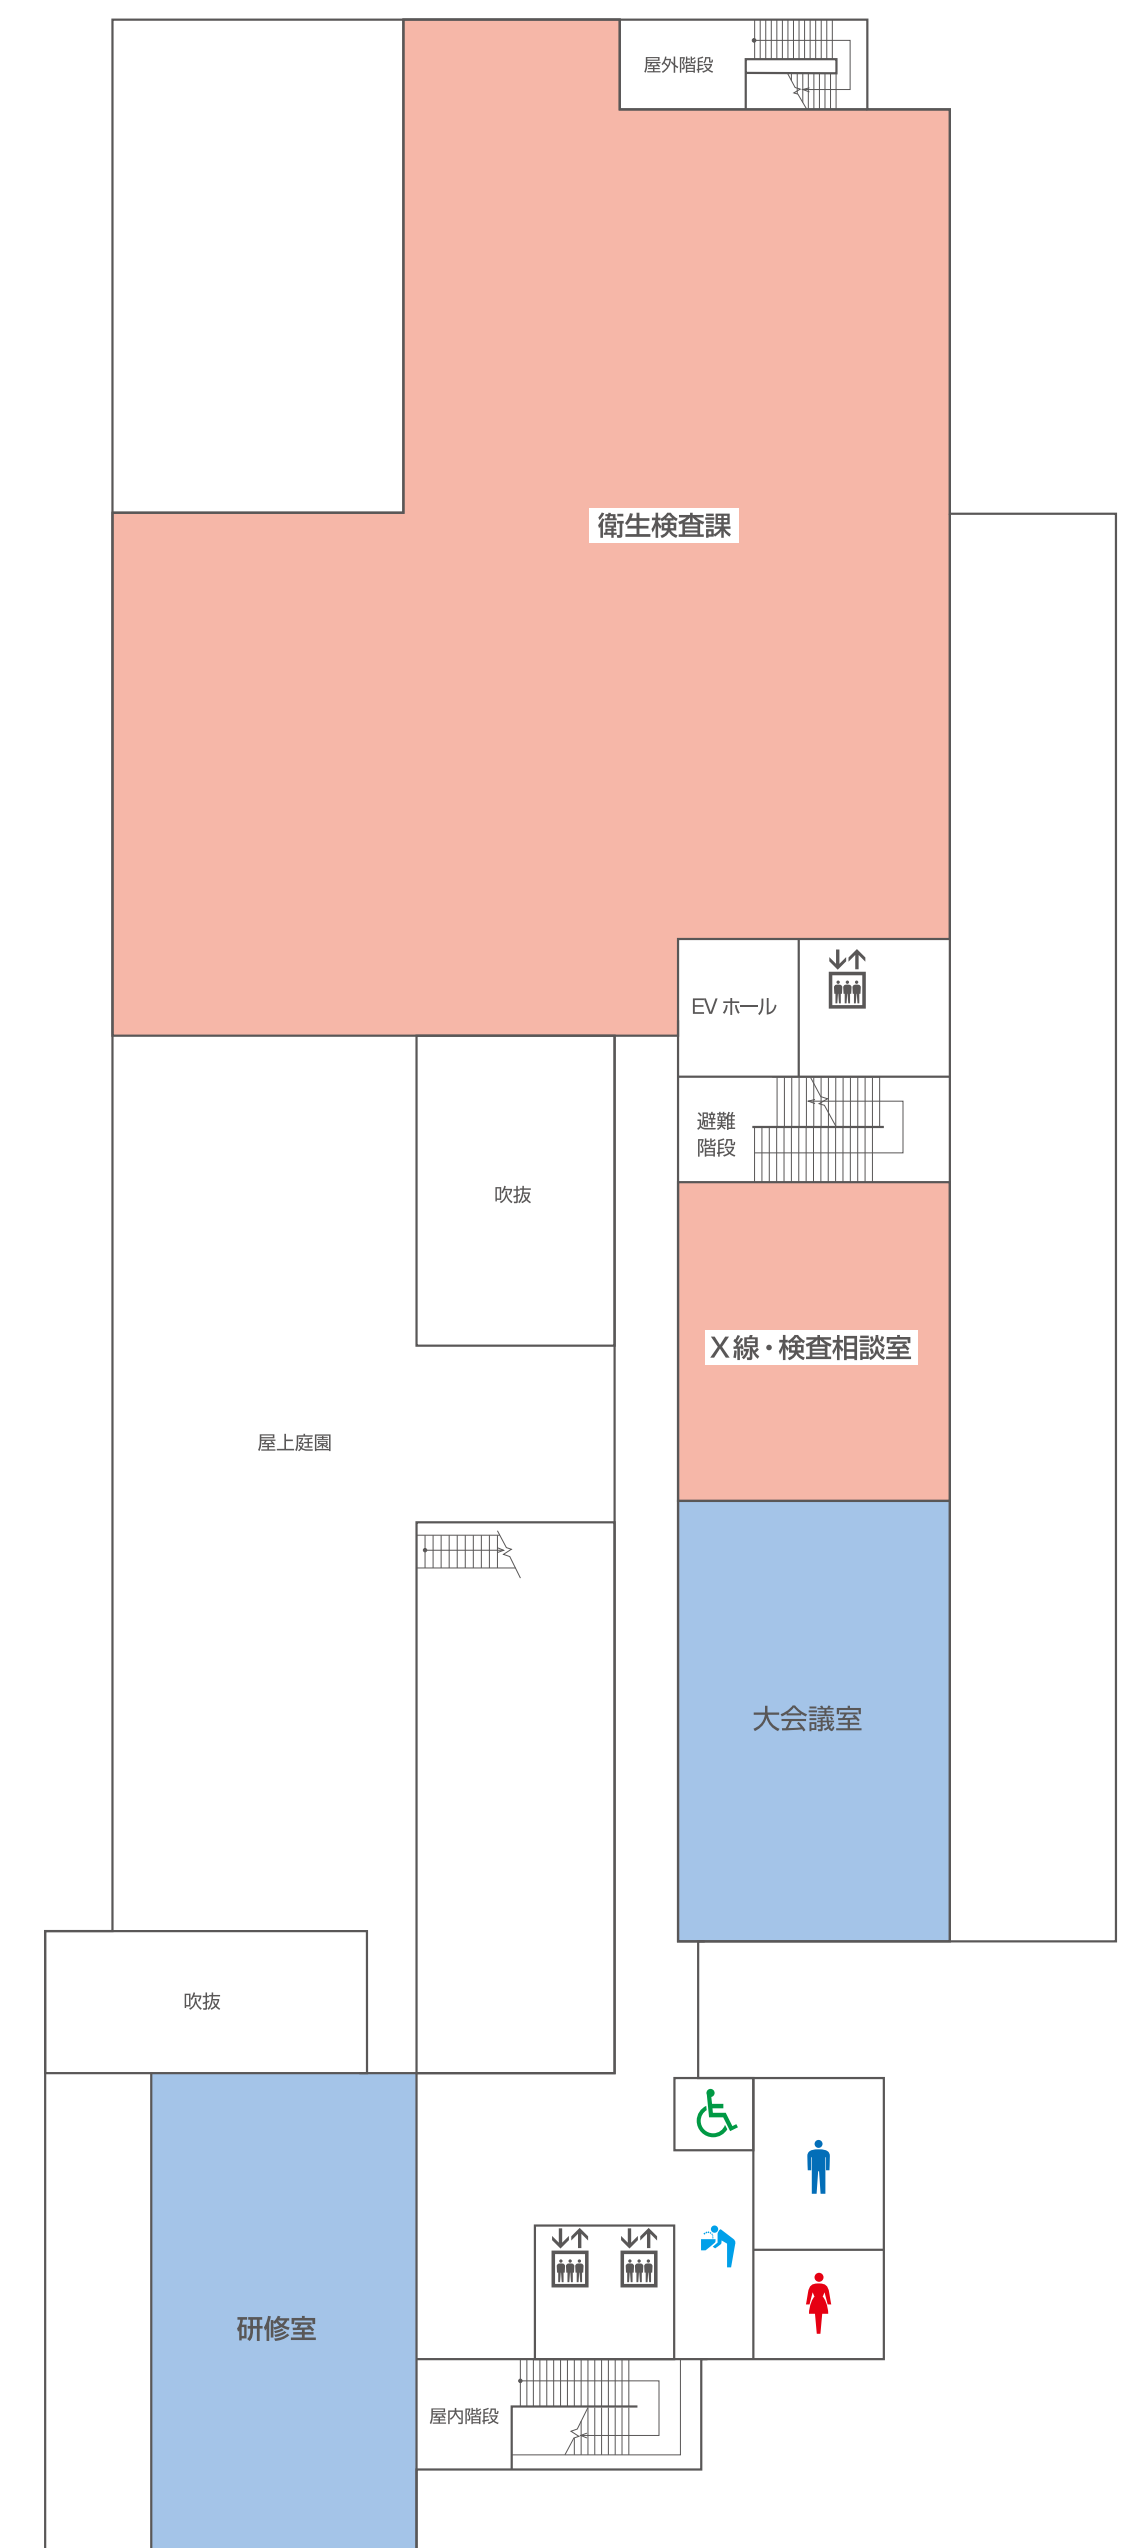 屋外階段
衛生検査課
EV ホール
避難
階段
吹抜
X線・検査相談室
屋上庭園
大会議室
吹抜
研修室
屋内階段